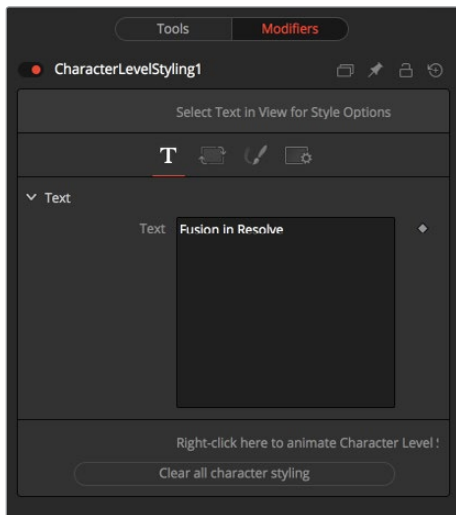 Tools Modifiers
CharacterLevelStyling1
Select Text in View for Style Options
T
Text
Text Fusion in Resolve
Right-click here to animate Character Level
Clear all character styling